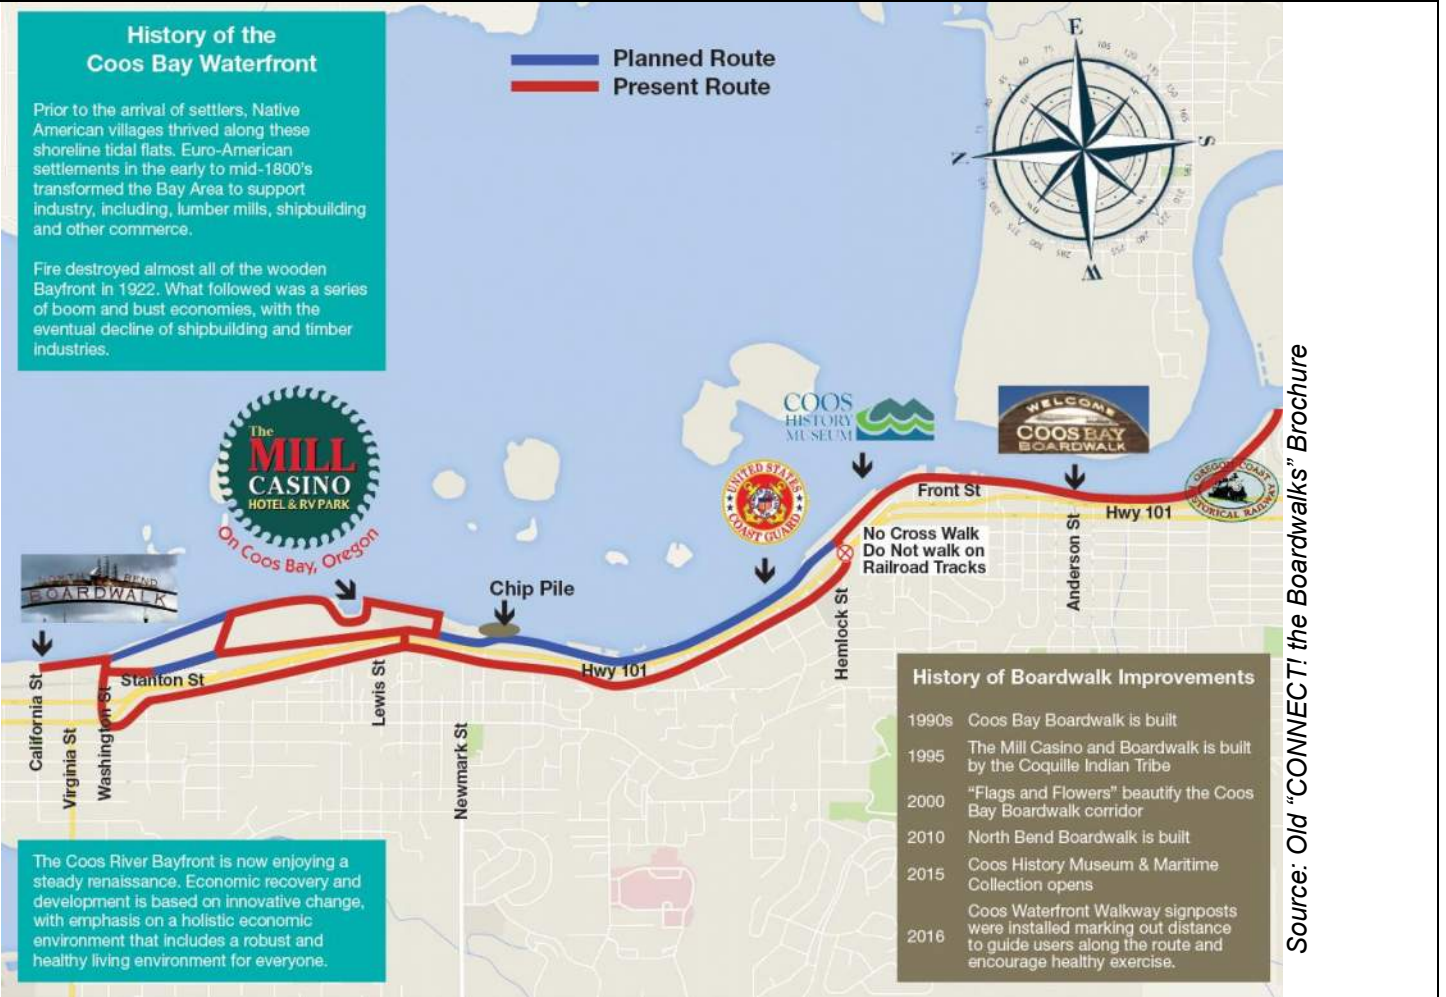 History of the
Coos Bay Waterfront
Prior to the arrival of settlers, Native
American villages thrived along these
shoreline tidal flats. Euro-American
settlements in the early to mid-1800's
transformed the Bay Area to support
industry, including, lumber mills, shipbuilding
and other commerce.
Fire destroyed almost all of the wooden
Bayfront in 1922. What followed was a series
of boom and bust economies, with the
eventual decline of shipbuilding and timber
industries.
Planned Route
Present Route
E
N
S
W
The
MILL
CASINO
HOTEL & RV PARK
On Coos Bay, Oregon
BEND
BOARDWALK
Chip Pile
UNITED STATES
COAST GUARD
COOS
HISTORY
MUSEUM
WELCOME
COOS BAY
BOARDWALK
OREGON COAST
HISTORICAL RAILWAY
Front St
Hwy 101
No Cross Walk
Do Not walk on
Railroad Tracks
Anderson St
Hemlock St
Hwy 101
Stanton St
California St
Virginia St
Washington St
Lewis St
Newmark St
History of Boardwalk Improvements
1990s Coos Bay Boardwalk is built
1995 The Mill Casino and Boardwalk is built
by the Coquille Indian Tribe
2000 "Flags and Flowers" beautify the Coos
Bay Boardwalk corridor
2010 North Bend Boardwalk is built
2015 Coos History Museum & Maritime
Collection opens
2016 Coos Waterfront Walkway signposts
were installed marking out distance
to guide users along the route and
encourage healthy exercise.
The Coos River Bayfront is now enjoying a
steady renaissance. Economic recovery and
development is based on innovative change,
with emphasis on a holistic economic
environment that includes a robust and
healthy living environment for everyone.
Source: Old "CONNECT! the Boardwalks" Brochure